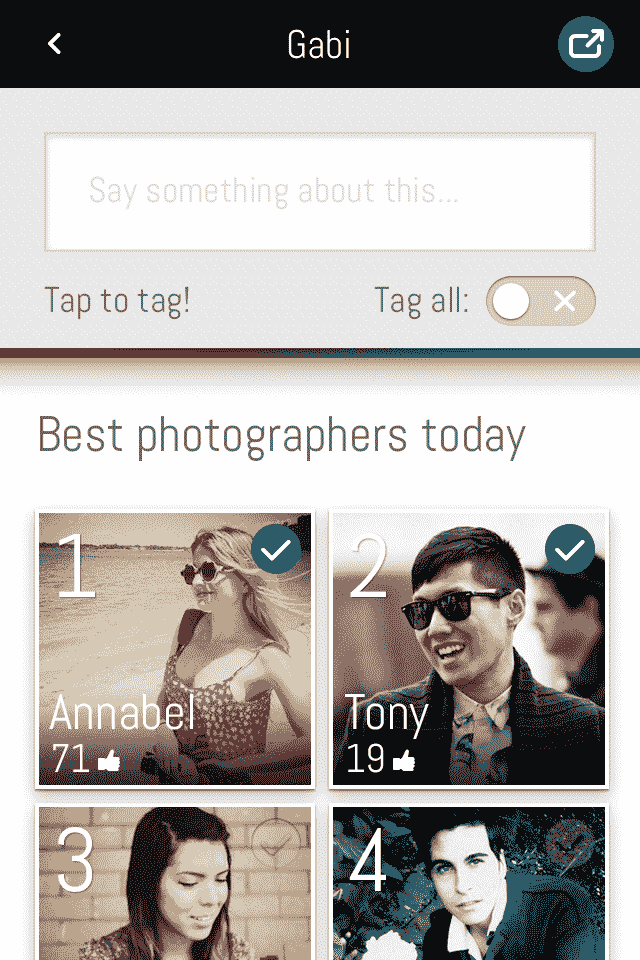 Gabi
Say something about this...
Tap to tag!
Tag all:
Best photographers today
1
2
Annabel
Tony
71
19
3
4